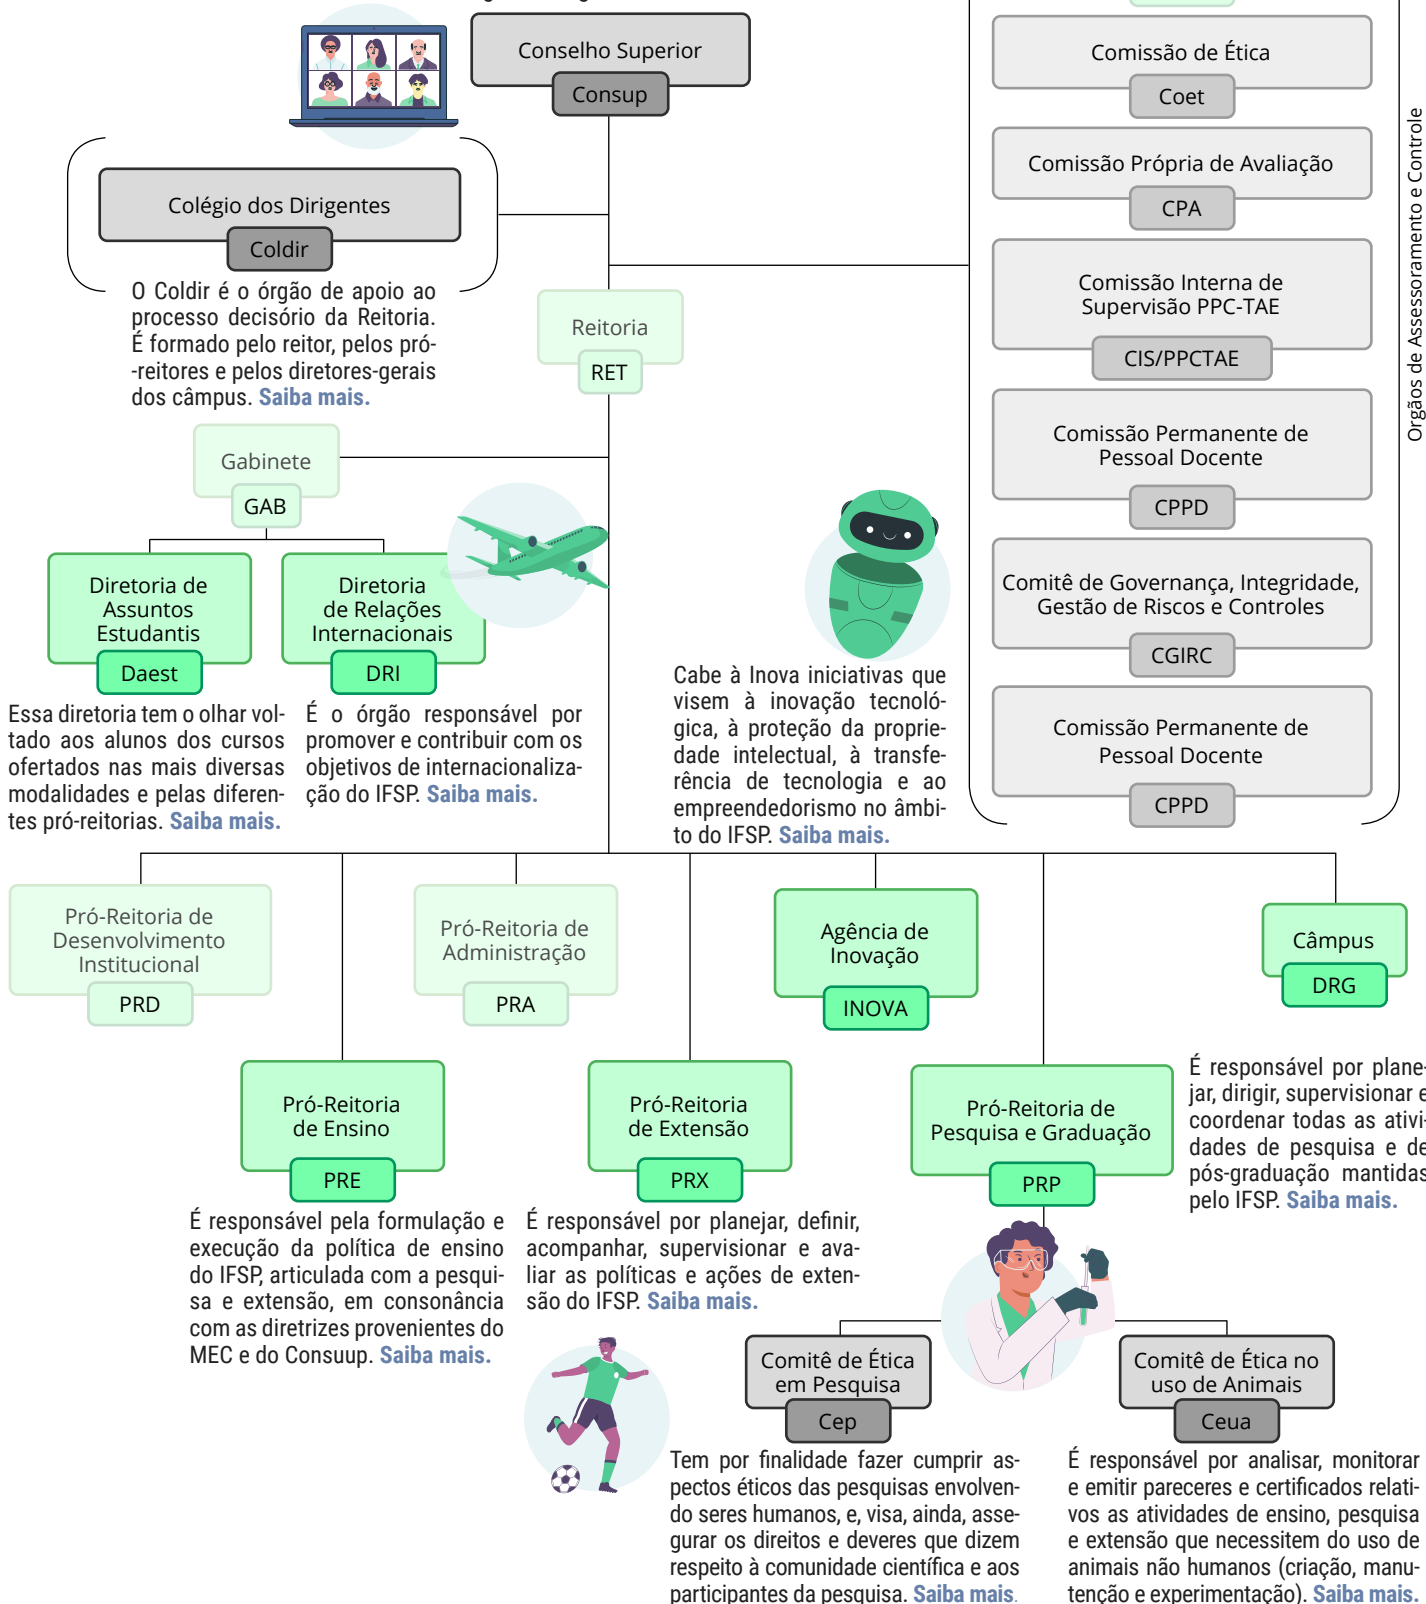 Conselho Superior
Consup
Colégio dos Dirigentes
Coldir
O Coldir é o órgão de apoio ao
processo decisório da Reitoria.
É formado pelo reitor, pelos pró-
-reitores e pelos diretores-gerais
dos câmpus. Saiba mais.
Reitoria
RET
Gabinete
GAB
Diretoria de
Assuntos
Estudantis
Daest
Essa diretoria tem o olhar vol-
tado aos alunos dos cursos
ofertados nas mais diversas
modalidades e pelas diferen-
tes pró-reitorias. Saiba mais.
Diretoria
de Relações
Internacionais
DRI
É o órgão responsável por
promover e contribuir com os
objetivos de internacionaliza-
ção do IFSP. Saiba mais.
Cabe à Inova iniciativas que
visem à inovação tecnoló-
gica, à proteção da proprie-
dade intelectual, à transfe-
rência de tecnologia e ao
empreendedorismo no âmbi-
to do IFSP. Saiba mais.
Comissão de Ética
Coet
Comissão Própria de Avaliação
CPA
Comissão Interna de
Supervisão PPC-TAE
CIS/PPCTAE
Comissão Permanente de
Pessoal Docente
CPPD
Comitê de Governança, Integridade,
Gestão de Riscos e Controles
CGIRC
Comissão Permanente de
Pessoal Docente
CPPD
Orgãos de Assessoramento e Controle
Pró-Reitoria de
Desenvolvimento
Institucional
PRD
Pró-Reitoria de
Administração
PRA
Agência de
Inovação
INOVA
Câmpus
DRG
Pró-Reitoria
de Ensino
PRE
É responsável pela formulação e
execução da política de ensino
do IFSP, articulada com a pesqui-
sa e extensão, em consonância
com as diretrizes provenientes do
MEC e do Consuup. Saiba mais.
Pró-Reitoria
de Extensão
PRX
É responsável por planejar, definir,
acompanhar, supervisionar e ava-
liar as políticas e ações de exten-
são do IFSP. Saiba mais.
Pró-Reitoria de
Pesquisa e Graduação
PRP
É responsável por plane-
jar, dirigir, supervisionar e
coordenar todas as ativi-
dades de pesquisa e de
pós-graduação mantidas
pelo IFSP. Saiba mais.
Comitê de Ética
em Pesquisa
Cep
Tem por finalidade fazer cumprir as-
pectos éticos das pesquisas envolven-
do seres humanos, e, visa, ainda, asse-
gurar os direitos e deveres que dizem
respeito à comunidade científica e aos
participantes da pesquisa. Saiba mais.
Comitê de Ética no
uso de Animais
Ceua
É responsável por analisar, monitorar
e emitir pareceres e certificados relati-
vos as atividades de ensino, pesquisa
e extensão que necessitem do uso de
animais não humanos (criação, manu-
tenção e experimentação). Saiba mais.